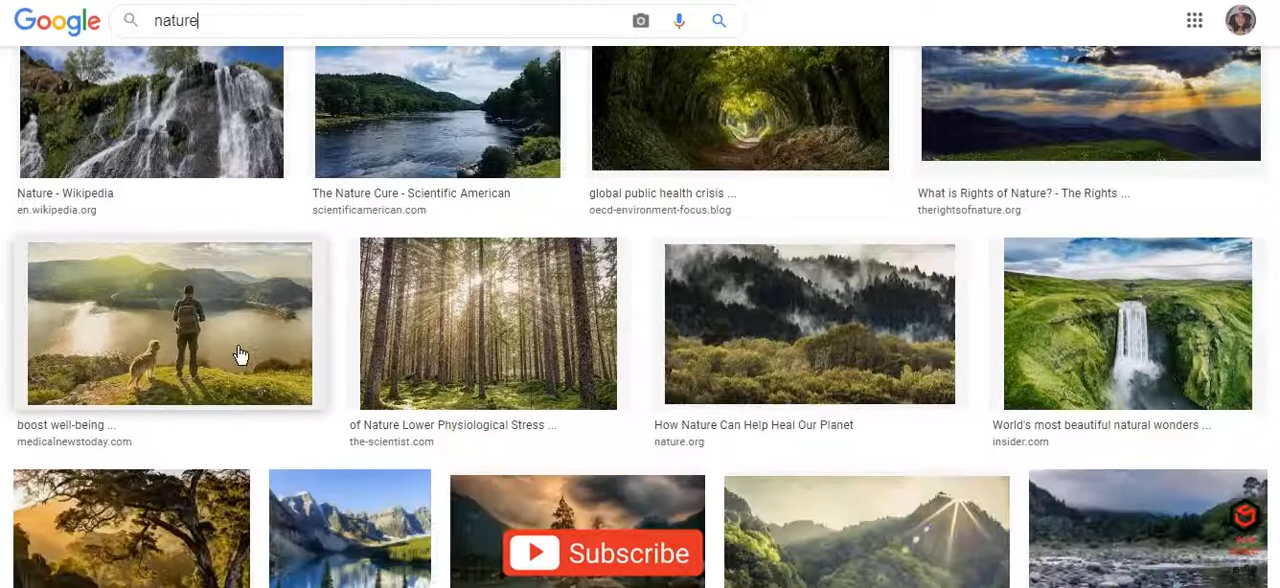 Google
nature
Nature - Wikipedia
en.wikipedia.org
The Nature Cure - Scientific American
scientificamerican.com
global public health crisis ...
oecd-environment-focus.blog
What is Rights of Nature? - The Rights ...
therightsofnature.org
boost well-being ...
medicalnewstoday.com
of Nature Lower Physiological Stress ...
the-scientist.com
How Nature Can Help Heal Our Planet
nature.org
World's most beautiful natural wonders ...
insider.com
Subscribe